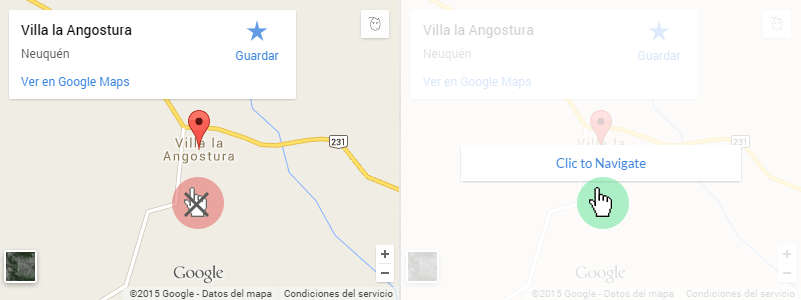 Villa la Angostura
Neuquén
Guardar
Ver en Google Maps
Villa la
Angostura
231
Google
©2015 Google - Datos del mapa
Condiciones del servicio
Villa la Angostura
Neuquén
Guardar
Ver en Google Maps
Villa la
231
Clic to Navigate
Google
©2015 Google - Datos del mapa
Condiciones del servicio